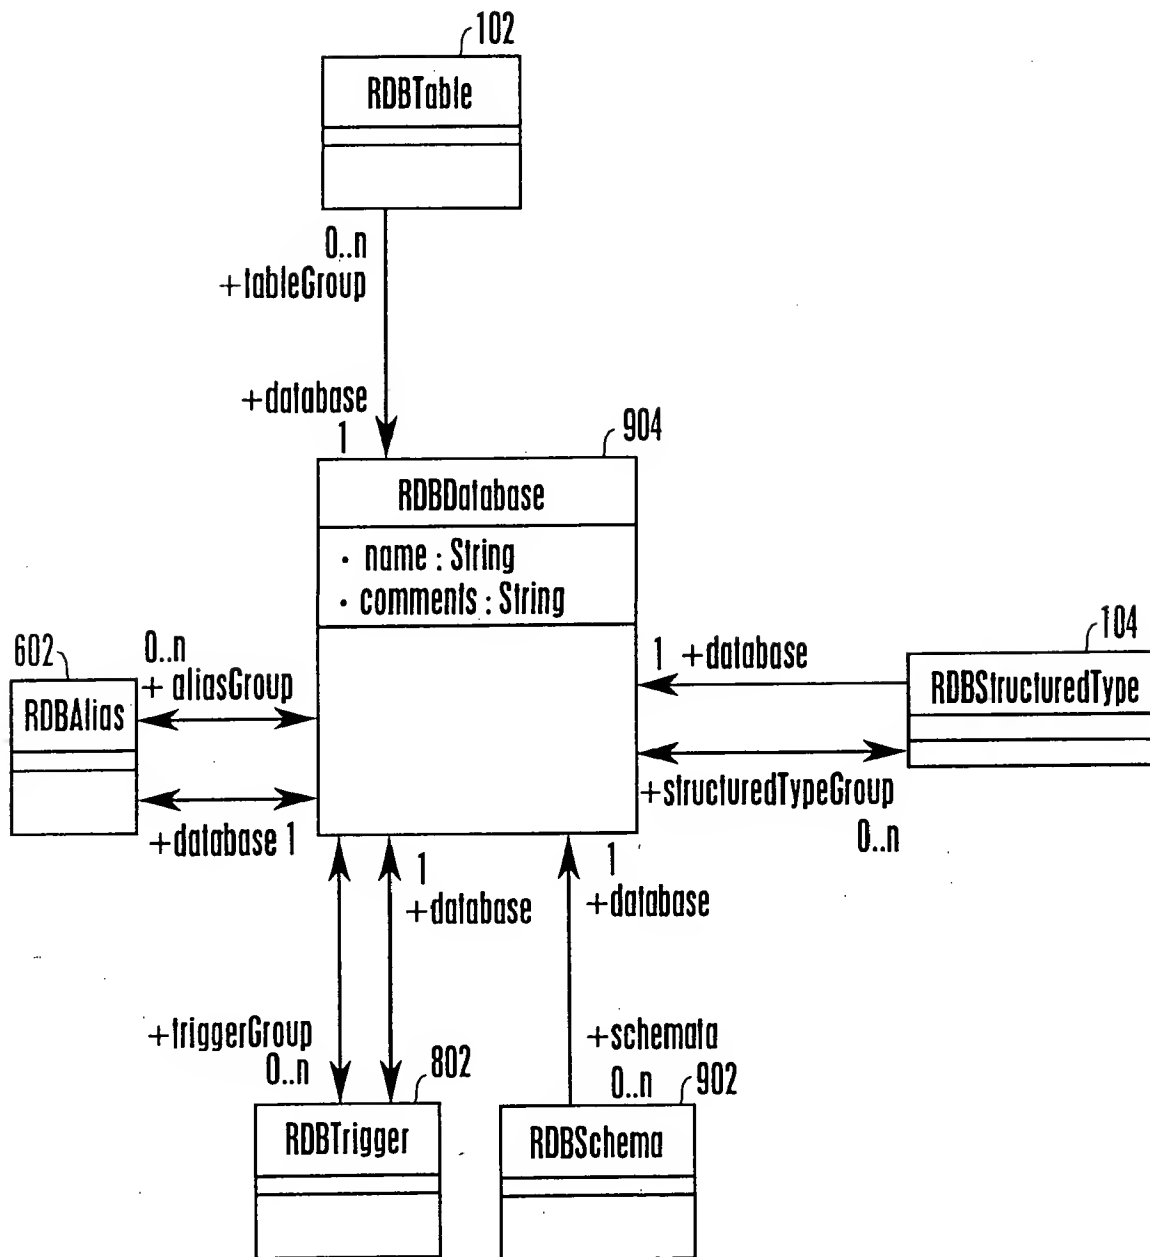 102
RDBTable
0..n
+tableGroup
+database
1
904
RDBDatabase
· name : String
· comments : String
602
0..n
+ aliasGroup
RDBAlias
+database 1
104
1 +database
RDBStructuredType
+structuredTypeGroup
0..n
1
+database
1
+database
+triggerGroup
0..n
802
RDBTrigger
+schemata
0..n
902
RDBSchema